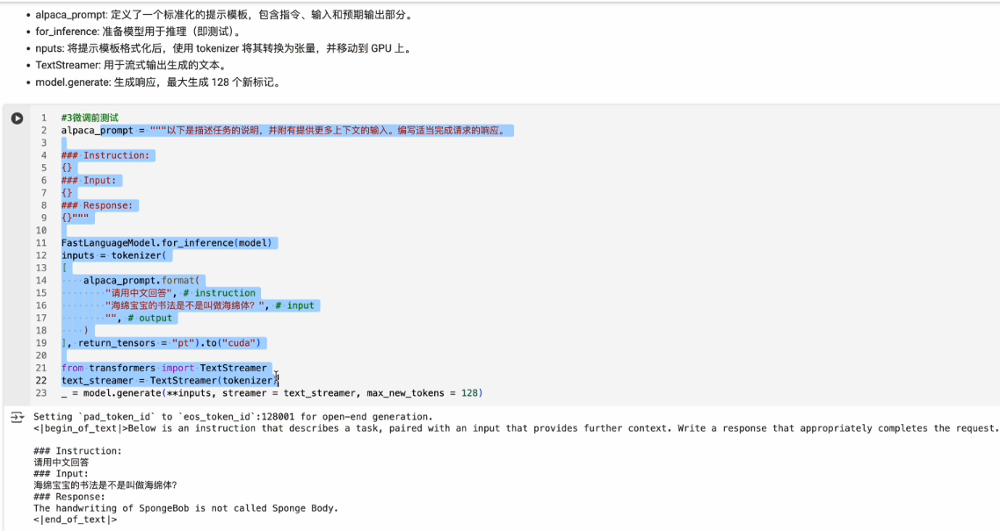 • alpaca_prompt: 定义了一个标准化的提示模板，包含指令、输入和预期输出部分。
• for_inference: 准备模型用于推理（即测试）。
• nputs: 将提示模板格式化后，使用 tokenizer 将其转换为张量，并移动到 GPU 上。
• TextStreamer: 用于流式输出生成的文本。
• model.generate: 生成响应，最大生成 128 个新标记。
1 #3微调前测试
2 alpaca_prompt = """以下是描述任务的说明，并附有提供更多上下文的输入。编写适当完成请求的响应。
3
4 ### Instruction:
5 {}
6 ### Input:
7 {}
8 ### Response:
9 {}"""
10
11 FastLanguageModel.for_inference(model)
12 inputs = tokenizer(
13 [
14     alpaca_prompt.format(
15         "请用中文回答", # instruction
16         "海绵宝宝的书法是不是叫做海绵体？", # input
17         "", # output
18     )
19 ], return_tensors = "pt").to("cuda")
20
21 from transformers import TextStreamer
22 text_streamer = TextStreamer(tokenizer)
23 _ = model.generate(**inputs, streamer = text_streamer, max_new_tokens = 128)
Setting `pad_token_id` to `eos_token_id`:128001 for open-end generation.
<|begin_of_text|>Below is an instruction that describes a task, paired with an input that provides further context. Write a response that appropriately completes the request.
### Instruction:
请用中文回答
### Input:
海绵宝宝的书法是不是叫做海绵体？
### Response:
The handwriting of SpongeBob is not called Sponge Body.
<|end_of_text|>